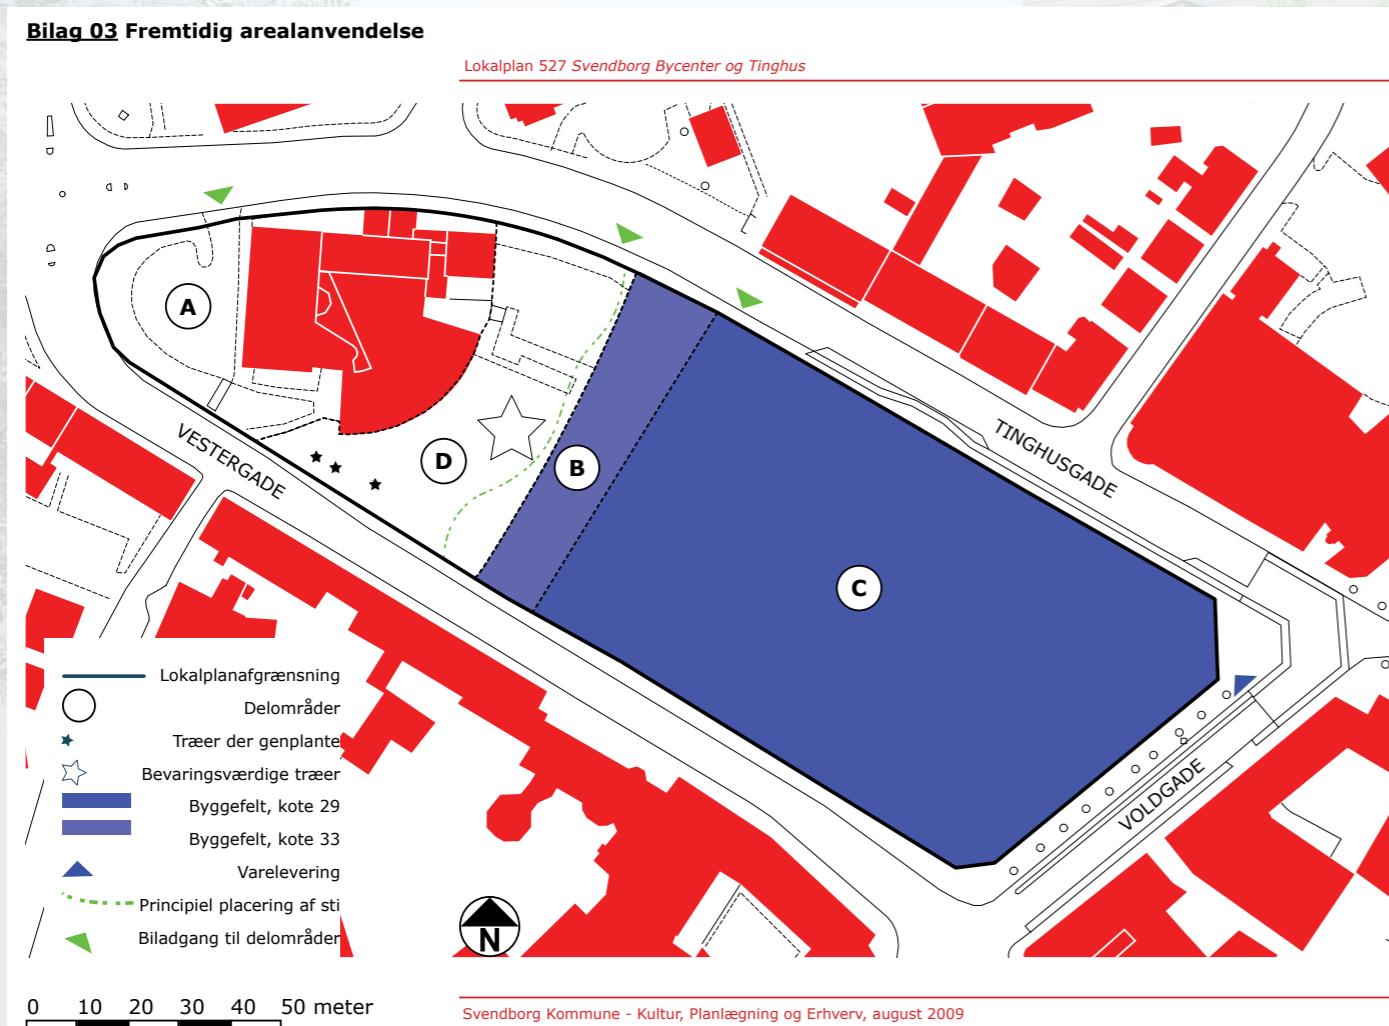 Bilag 03 Fremtidig arealanvendelse
Lokalplan 527 Svendborg Bycenter og Tinghus
A
B
C
D
VESTERGADE
TINGHUSGADE
VOLDGADE
Lokalplanafgrænsning
Delområder
Træer der genplante
Bevaringsværdige træer
Byggefelt, kote 29
Byggefelt, kote 33
Varelevering
Principiel placering af sti
Biladgang til delområder
N
0 10 20 30 40 50 meter
Svendborg Kommune - Kultur, Planlægning og Erhverv, august 2009